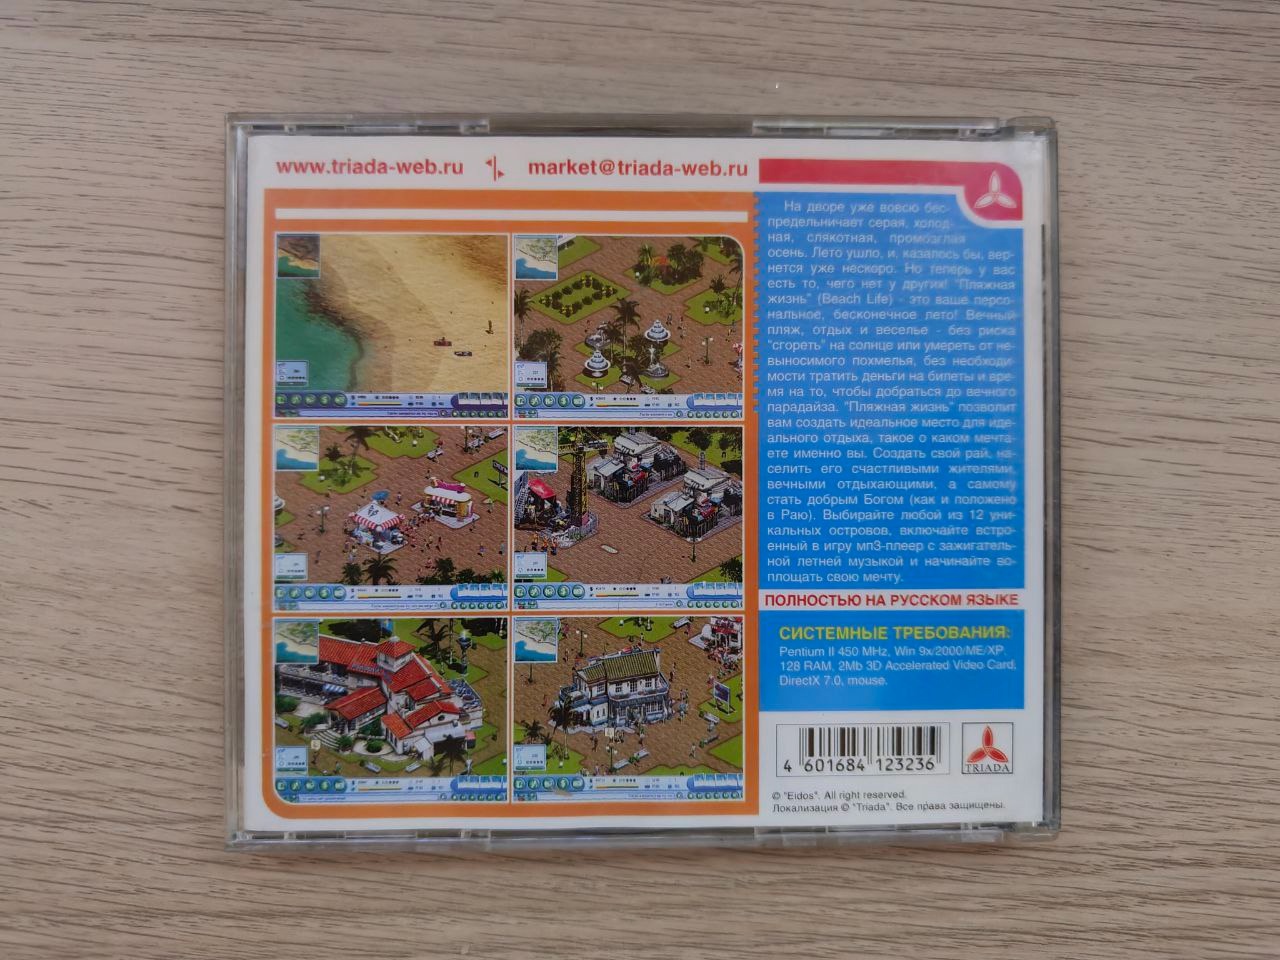 www.triada-web.ru
market@triada-web.ru
На дворе уже вовсю бес-
предельничает серая, холод-
ная, слякотная, промозглая
осень. Лето ушло, и, казалось бы, вер-
нется уже нескоро. Но теперь у вас
есть то, чего нет у других! "Пляжная
жизнь" (Beach Life) - это ваше персо-
нальное, бесконечное лето! Вечный
пляж, отдых и веселье - без риска
"сгореть" на солнце или умереть от не-
выносимого похмелья, без необходи-
мости тратить деньги на билеты и вре-
мя на то, чтобы добраться до вечного
парадайза. "Пляжная жизнь" позволит
вам создать идеальное место для иде-
ального отдыха, такое о каком мечта-
ете именно вы. Создать свой рай, на-
селить его счастливыми жителями,
вечными отдыхающими, а самому
стать добрым Богом (как и положено
в Раю). Выбирайте любой из 12 уни-
кальных островов, включайте встро-
енный в игру мп3-плеер с зажигатель-
ной летней музыкой и начинайте во-
площать свою мечту.
ПОЛНОСТЬЮ НА РУССКОМ ЯЗЫКЕ
СИСТЕМНЫЕ ТРЕБОВАНИЯ:
Pentium II 450 MHz, Win 9x/2000/ME/XP,
128 RAM, 2Mb 3D Accelerated Video Card,
DirectX 7.0, mouse.
4 601684 123236
TRIADA
© "Eidos". All right reserved.
Локализация © "Triada". Все права защищены.